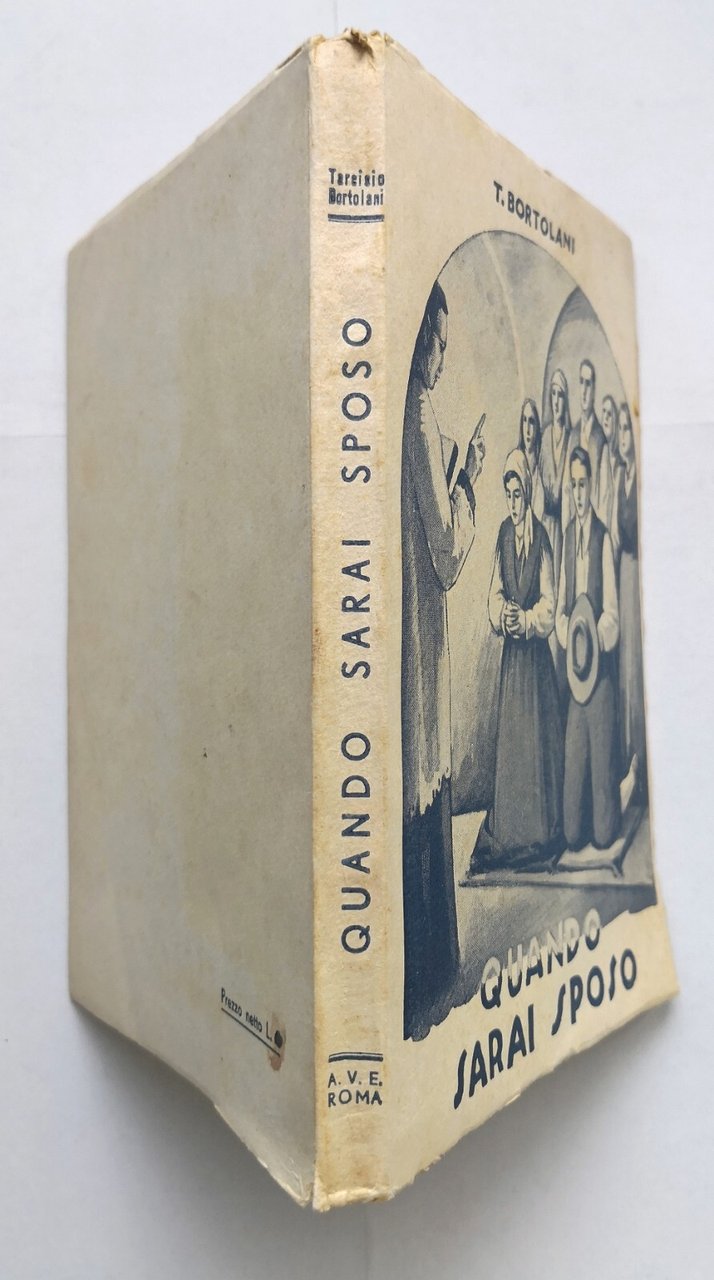 Prezzo netto L.
Tarcisio
Bortolani
QUANDO SARAI SPOSO
A. V. E.
ROMA
T. BORTOLANI
QUANDO
SARAI SPOSO